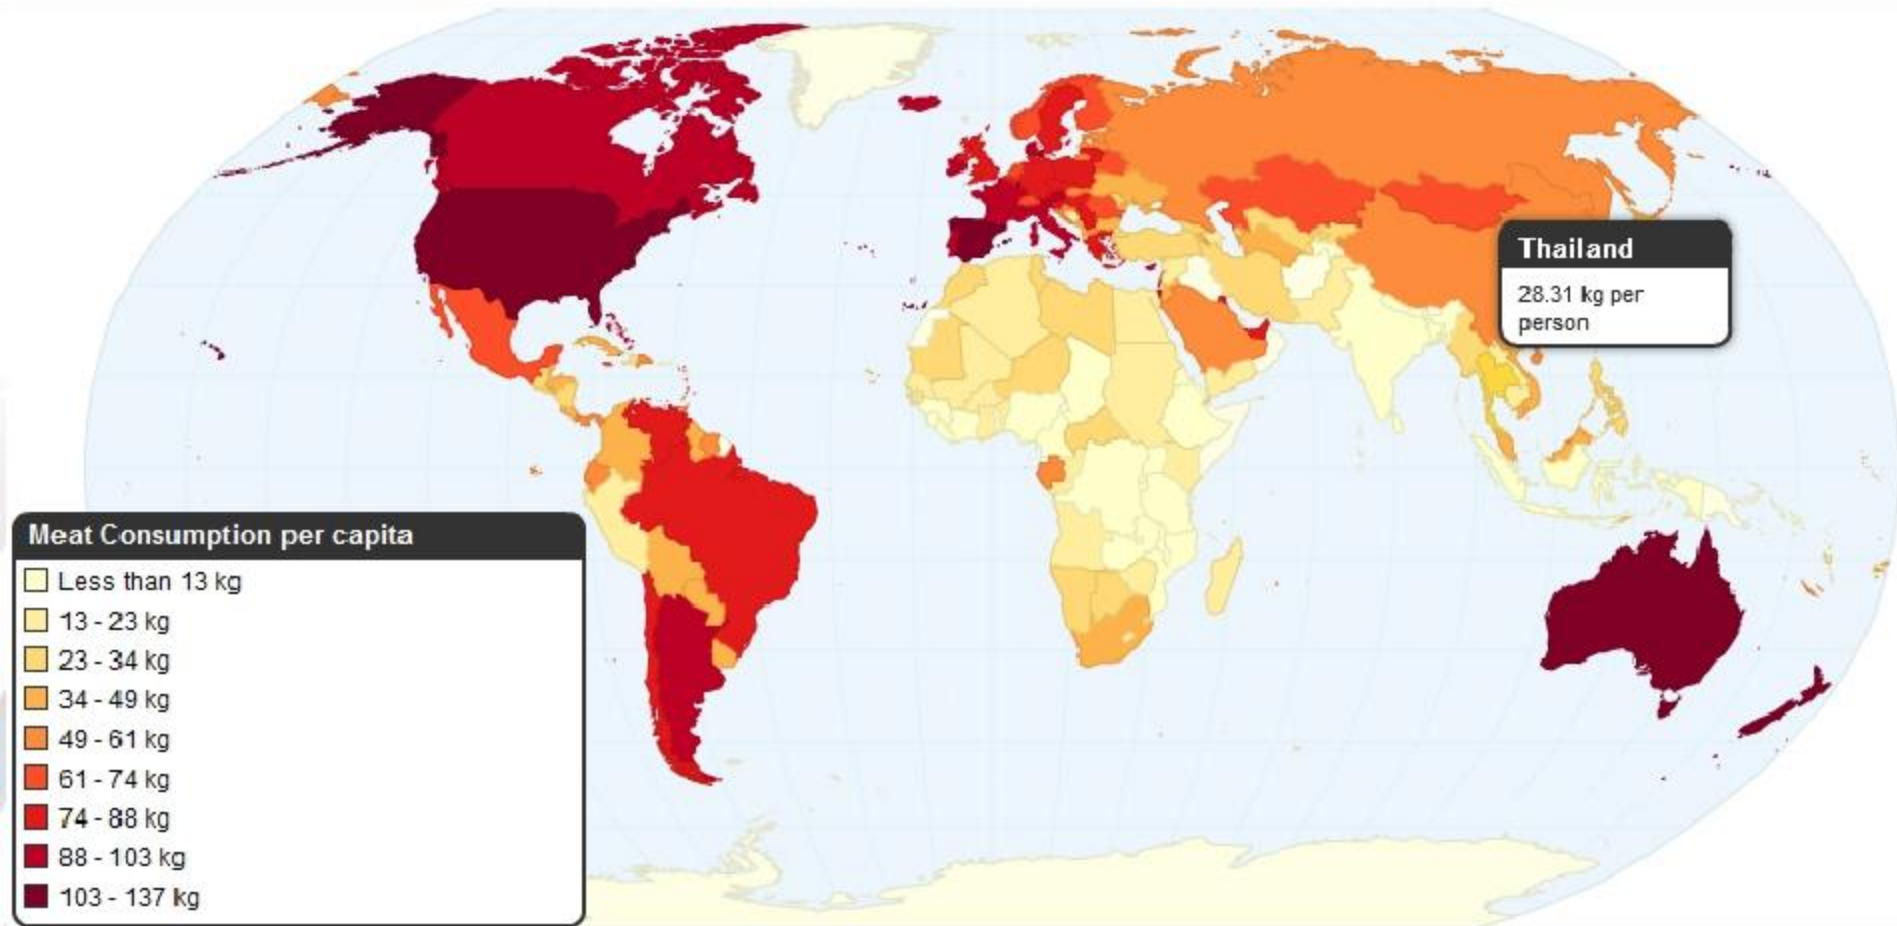 Thailand
28.31 kg per
person
Meat Consumption per capita
Less than 13 kg
13 - 23 kg
23 - 34 kg
34 - 49 kg
49 - 61 kg
61 - 74 kg
74 - 88 kg
88 - 103 kg
103 - 137 kg